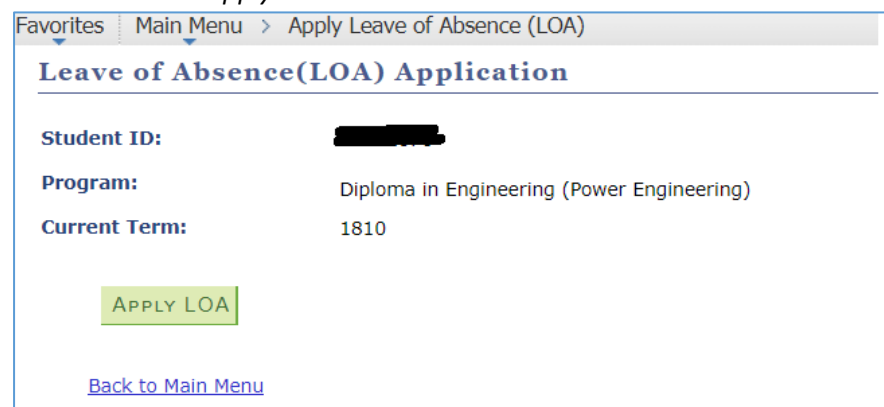 Favorites Main Menu > Apply Leave of Absence (LOA)
Leave of Absence(LOA) Application
Student ID:
Program: Diploma in Engineering (Power Engineering)
Current Term: 1810
APPLY LOA
Back to Main Menu